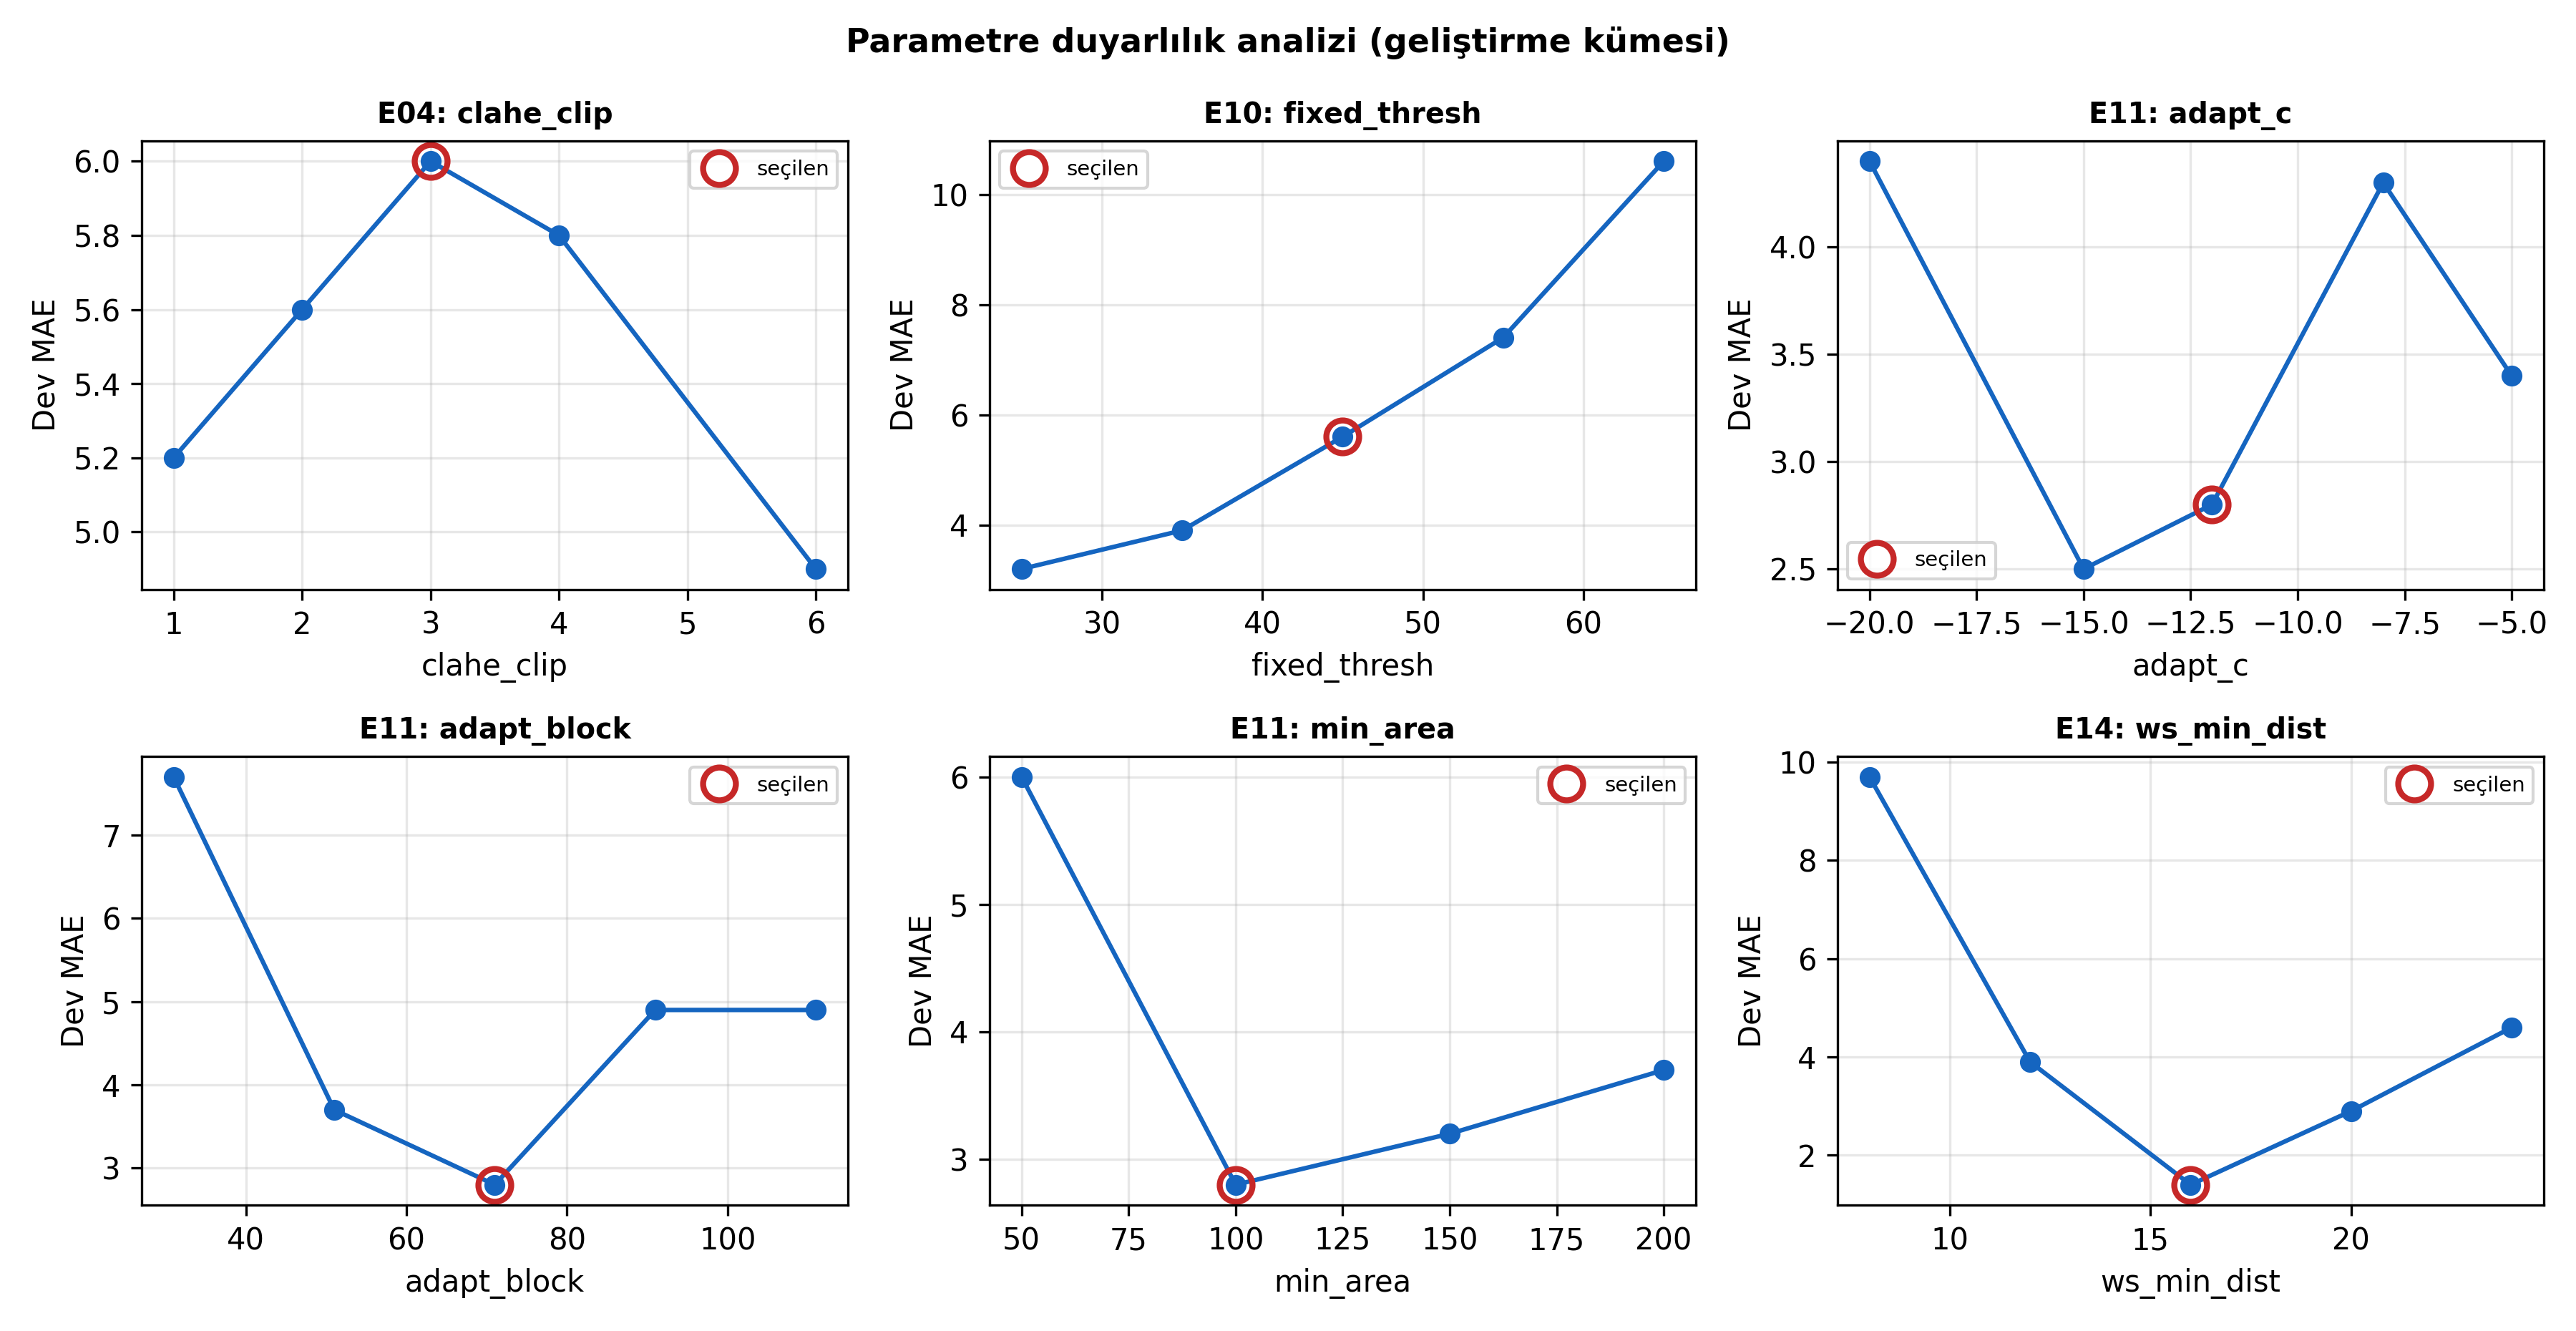 Parametre duyarlılık analizi (geliştirme kümesi)
E04: clahe_clip
seçilen
Dev MAE
6.0
5.8
5.6
5.4
5.2
5.0
1 2 3 4 5 6
clahe_clip
E10: fixed_thresh
seçilen
Dev MAE
10
8
6
4
30 40 50 60
fixed_thresh
E11: adapt_c
seçilen
Dev MAE
4.0
3.5
3.0
2.5
−20.0 −17.5 −15.0 −12.5 −10.0 −7.5 −5.0
adapt_c
E11: adapt_block
seçilen
Dev MAE
7
6
5
4
3
40 60 80 100
adapt_block
E11: min_area
seçilen
Dev MAE
6
5
4
3
50 75 100 125 150 175 200
min_area
E14: ws_min_dist
seçilen
Dev MAE
10
8
6
4
2
10 15 20
ws_min_dist